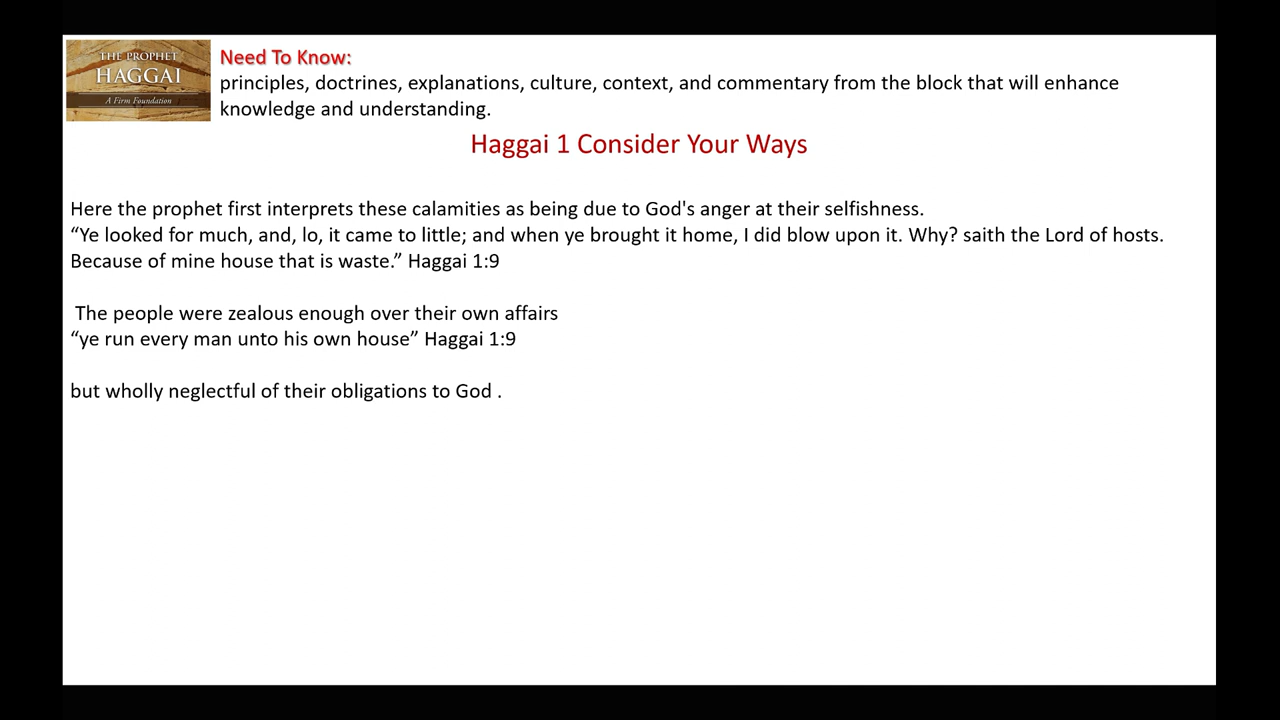 THE PROPHET
HAGGAI
A Firm Foundation
Need To Know:
principles, doctrines, explanations, culture, context, and commentary from the block that will enhance
knowledge and understanding.
Haggai 1 Consider Your Ways
Here the prophet first interprets these calamities as being due to God's anger at their selfishness.
“Ye looked for much, and, lo, it came to little; and when ye brought it home, I did blow upon it. Why? saith the Lord of hosts.
Because of mine house that is waste.” Haggai 1:9
The people were zealous enough over their own affairs
“ye run every man unto his own house” Haggai 1:9
but wholly neglectful of their obligations to God .